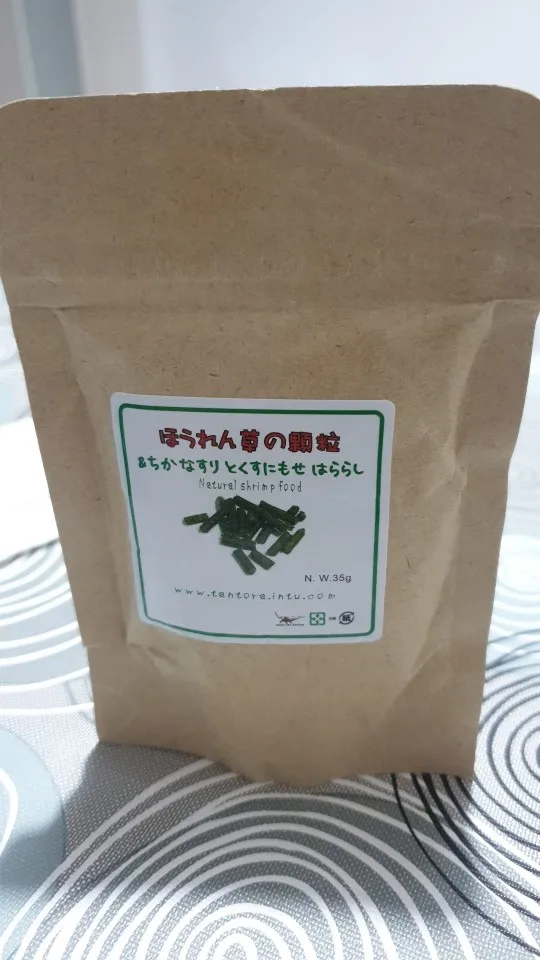 ほうれん草の顆粒
&ちか なすり とくすにもせ はららし
Natural shrimp food
N. W.35g
www.tantora.intu.com